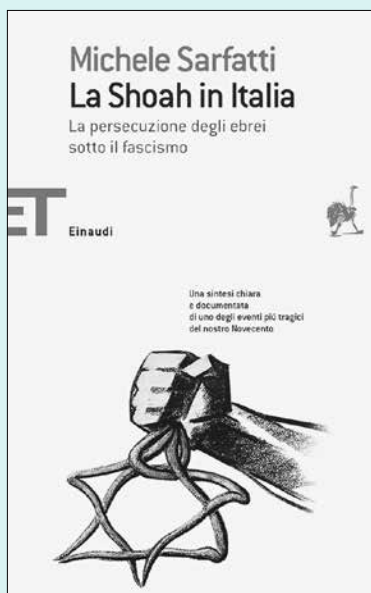 Michele Sarfatti
La Shoah in Italia
La persecuzione degli ebrei
sotto il fascismo
ET
Einaudi
Una sintesi chiara
e documentata
di uno degli eventi più tragici
del nostro Novecento